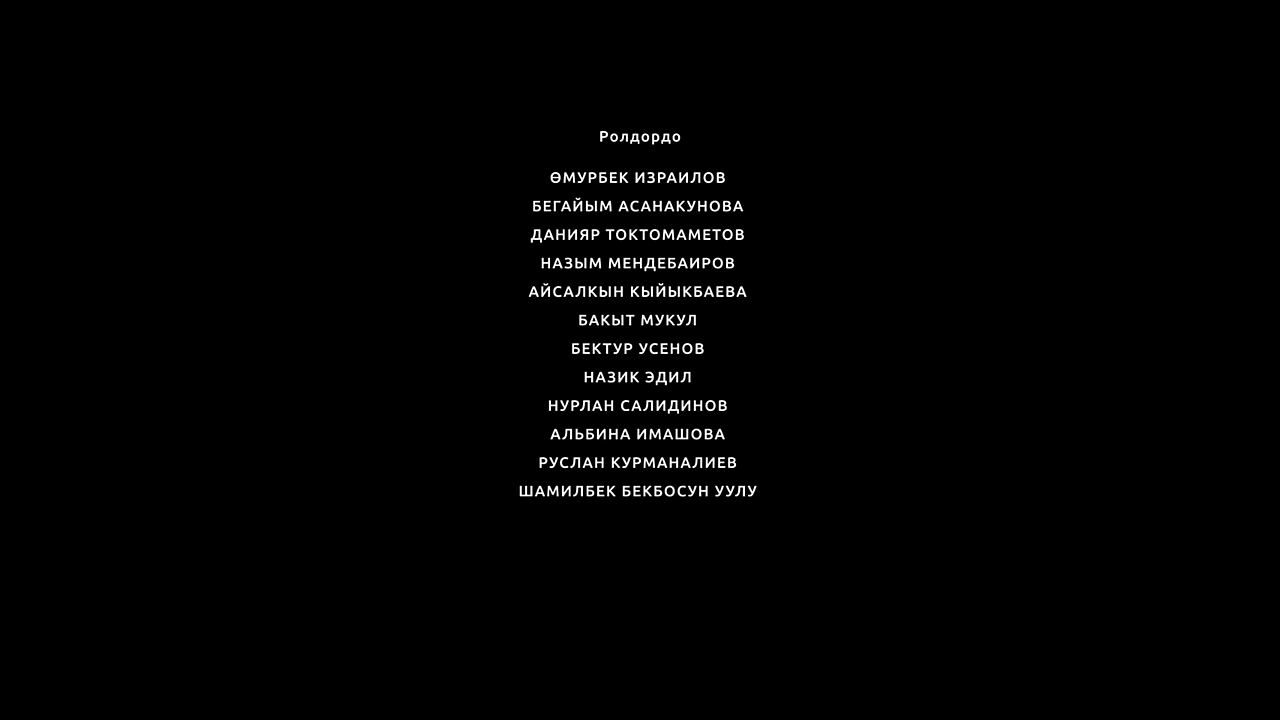 Ролдордо
ӨМУРБЕК ИЗРАИЛОВ
БЕГАЙЫМ АСАНАКУНОВА
ДАНИЯР ТОКТОМАМЕТОВ
НАЗЫМ МЕНДЕБАИРОВ
АЙСАЛКЫН КЫЙЫКБАЕВА
БАКЫТ МУКУЛ
БЕКТУР УСЕНОВ
НАЗИК ЭДИЛ
НУРЛАН САЛИДИНОВ
АЛЬБИНА ИМАШОВА
РУСЛАН КУРМАНАЛИЕВ
ШАМИЛБЕК БЕКБОСУН УУЛУ